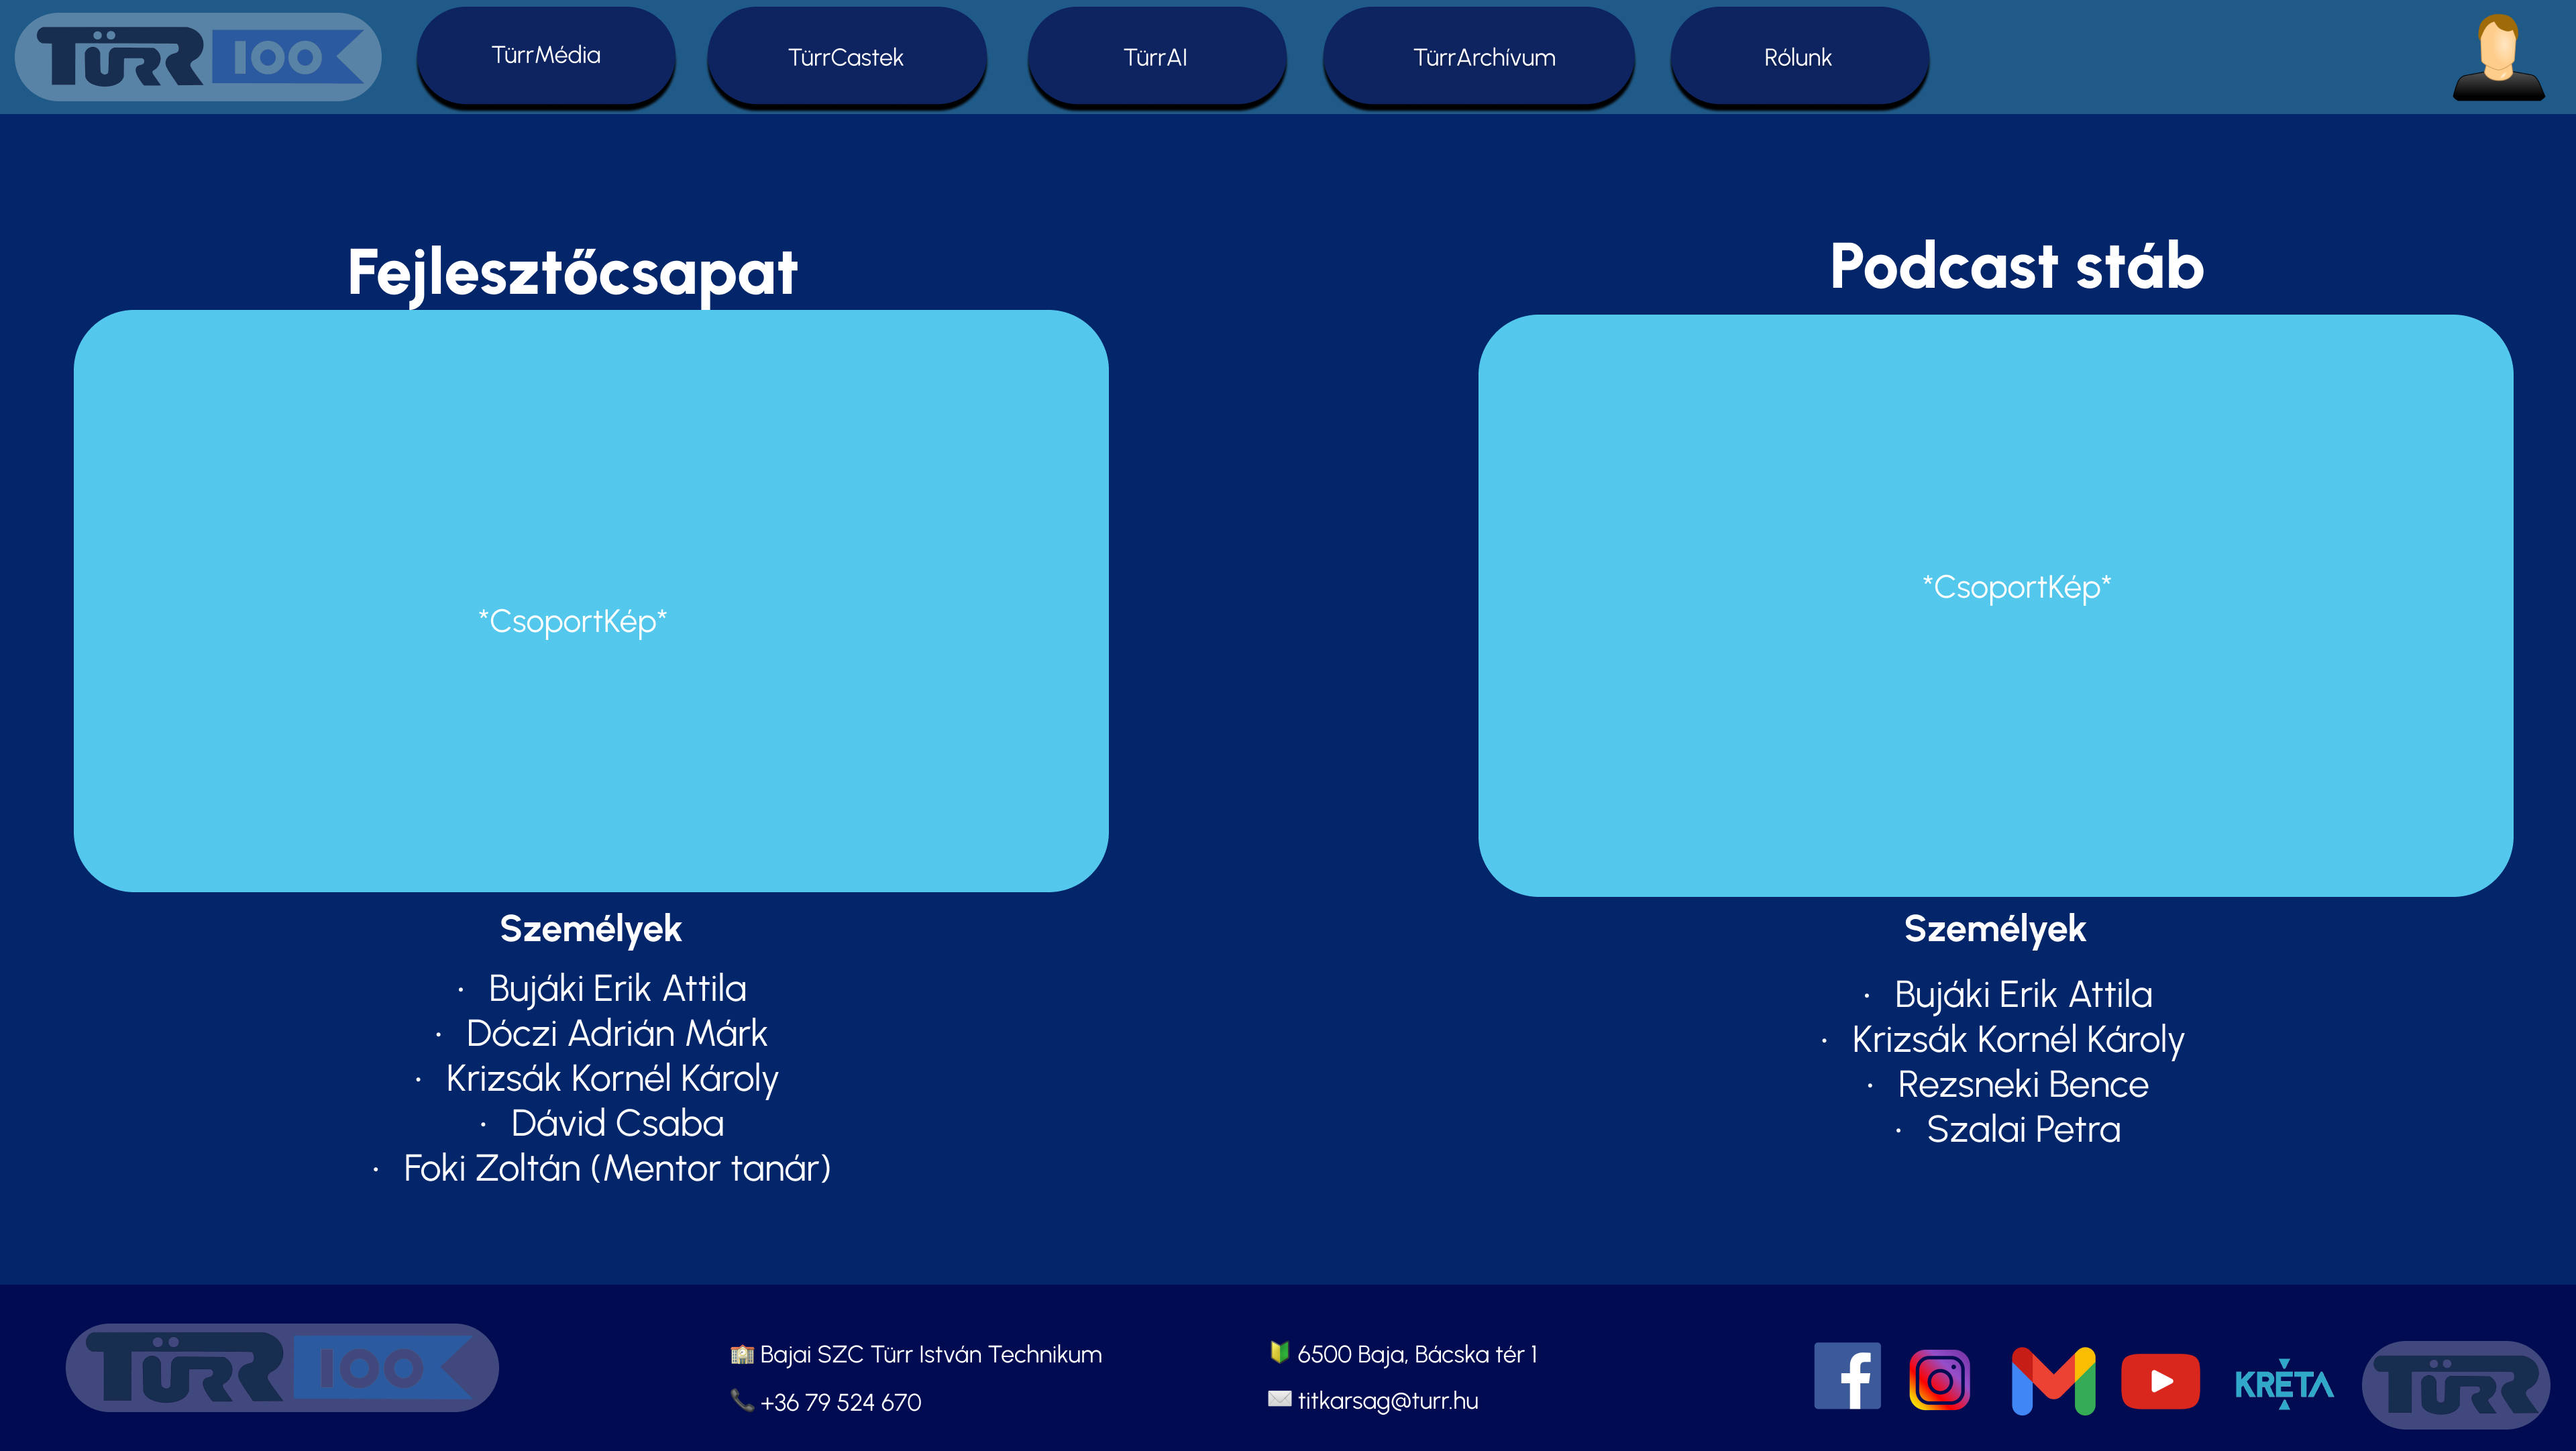 TÜRR 100
TürrMédia
TürrCastek
TürrAI
TürrArchívum
Rólunk
Fejlesztőcsapat
*CsoportKép*
Személyek
· Bujáki Erik Attila
· Dóczi Adrián Márk
· Krizsák Kornél Károly
· Dávid Csaba
· Foki Zoltán (Mentor tanár)
Podcast stáb
*CsoportKép*
Személyek
· Bujáki Erik Attila
· Krizsák Kornél Károly
· Rezsneki Bence
· Szalai Petra
TÜRR 100
Bajai SZC Türr István Technikum
+36 79 524 670
6500 Baja, Bácska tér 1
titkarsag@turr.hu
KRÉTA
TÜRR